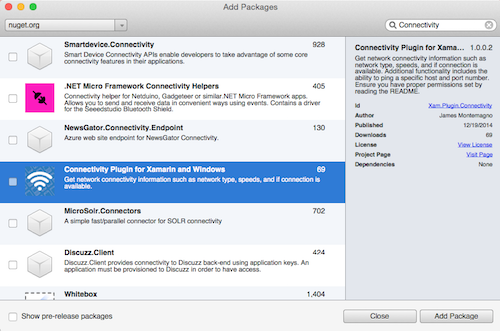 Add Packages
nuget.org
Connectivity
Smartdevice.Connectivity 928
Smart Device Connectivity APIs enable developers to take advantage of some core
connectivity features in their applications.
.NET Micro Framework Connectivity Helpers 405
Connectivity helper for Netduino, Gadgeteer or similar.NET Micro Framework apps.
Allows you to send and receive data in convenient ways using events. Contains a driver
for the Seeedstudio Bluetooth Shield.
NewsGator.Connectivity.Endpoint 130
Azure web site endpoint for NewsGator.Connectivity.
Connectivity Plugin for Xamarin and Windows 69
Get network connectivity information such as network type, speeds, and if connection is
available.
MicroSolr.Connectors 702
A simple fast/parallel connector for SOLR connectivity
Discuzz.Client 424
Discuzz.Client provides connectivity to Discuzz back-end using application keys. An
application must be provisioned to Discuzz in order to have access.
Whitebox 1,404
Connectivity Plugin for Xama... 1.0.0.2
Get network connectivity information such as
network type, speeds, and if connection is
available. Additional functionality includes the
ability to ping a specific host and port number.
Ensure you have proper permissions set by
reading the README.
Id Xam.Plugin.Connectivity
Author James Montemagno
Published 12/19/2014
Downloads 69
License View License
Project Page Visit Page
Dependencies None
Show pre-release packages
Close
Add Package